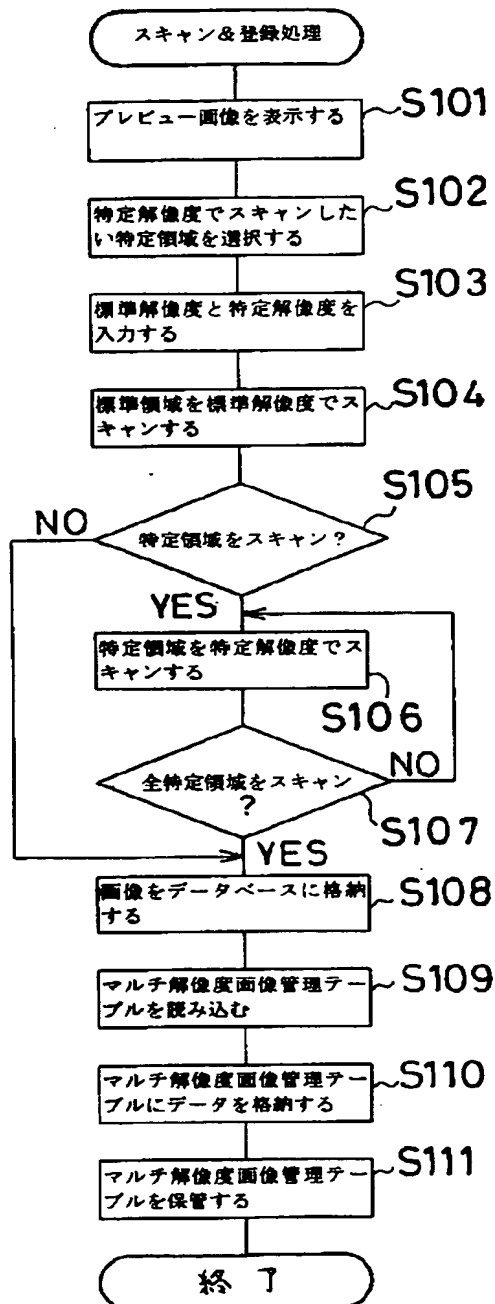 スキャン&登録処理
S101
プレビュー画像を表示する
S102
特定解像度でスキャンした
い特定領域を選択する
S103
標準解像度と特定解像度を
入力する
S104
標準領域を標準解像度でス
キャンする
S105
NO
特定領域をスキャン?
YES
特定領域を特定解像度でス
キャンする
S106
全特定領域をスキャン
?
NO
S107
YES
画像をデータベースに格納
する
S108
マルチ解像度画像管理テー
ブルを読み込む
S109
マルチ解像度画像管理テー
ブルにデータを格納する
S110
マルチ解像度画像管理テー
ブルを保管する
S111
終了